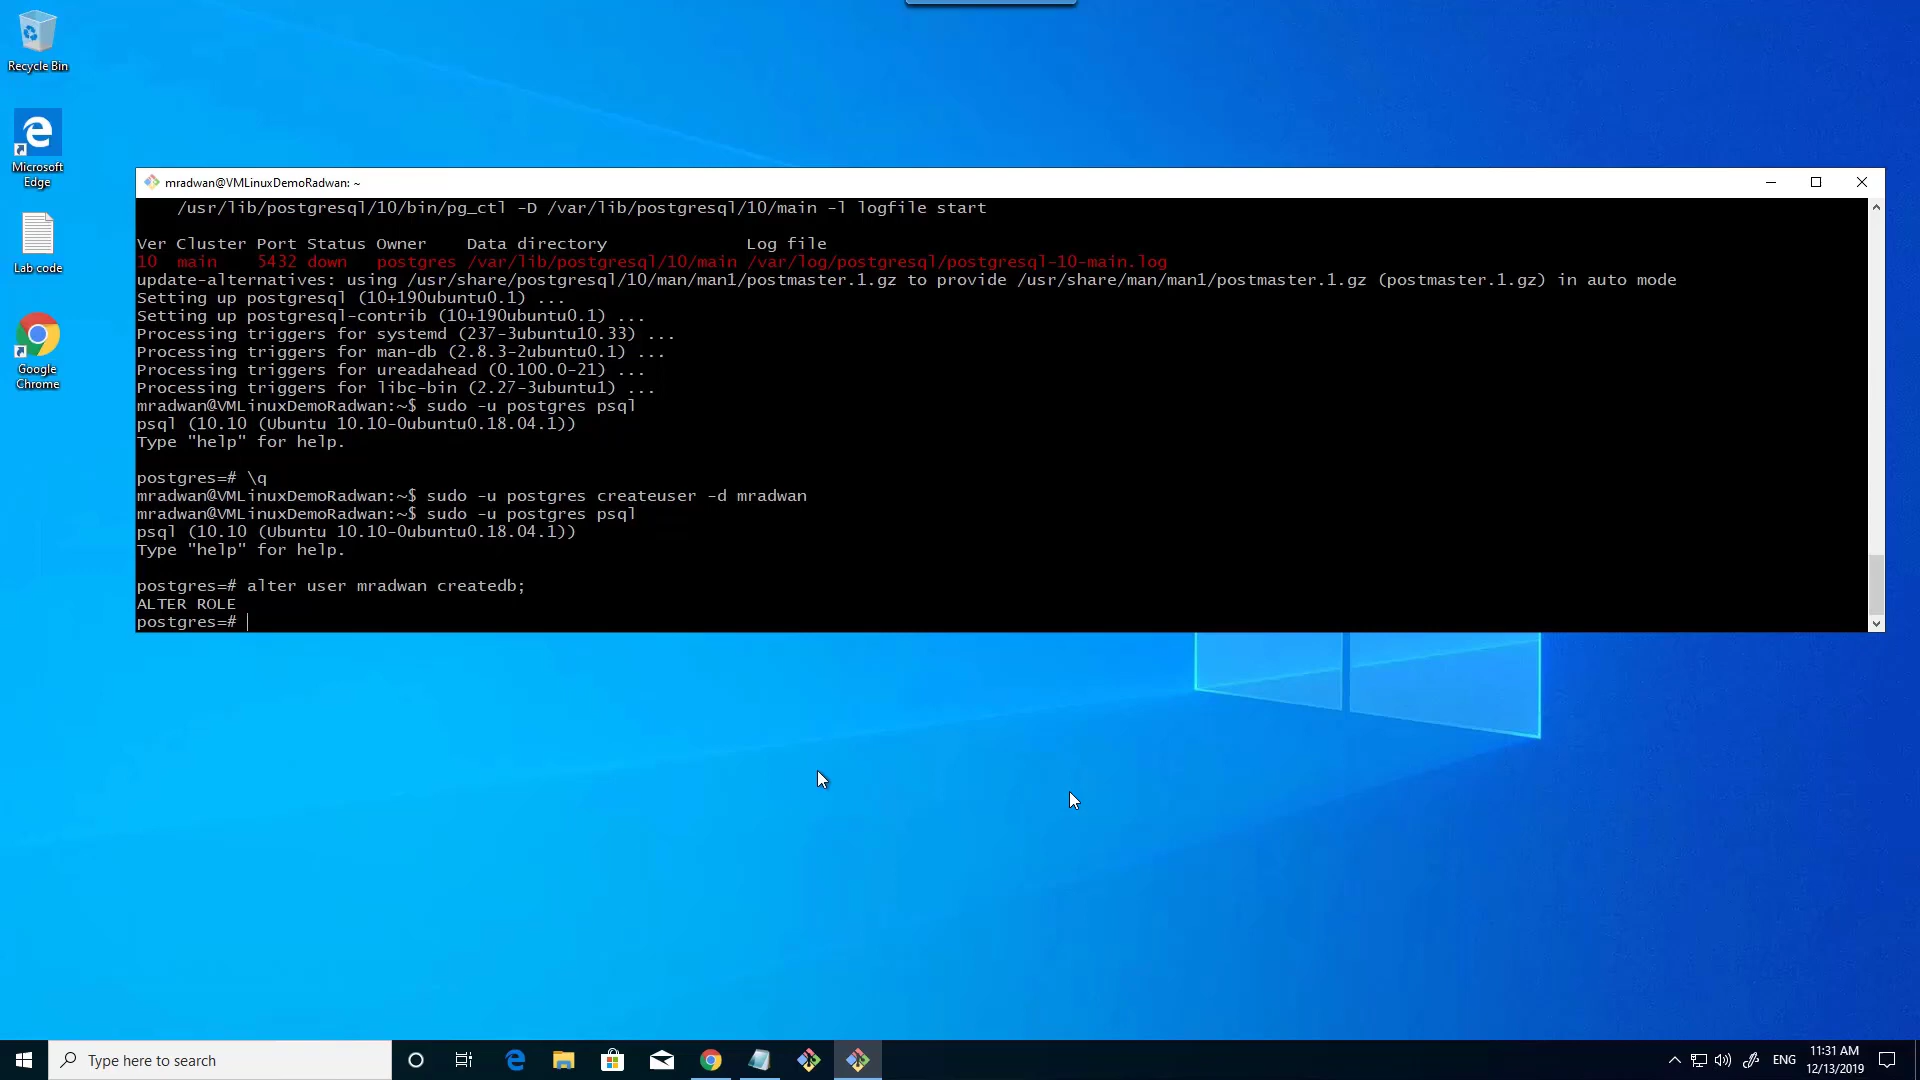 Recycle Bin
Microsoft
Edge
Lab code
Google
Chrome
mradwan@VMLinuxDemoRadwan: ~
/usr/lib/postgresql/10/bin/pg_ctl -D /var/lib/postgresql/10/main -l logfile start
Ver Cluster Port Status Owner    Data directory              Log file
10  main    5432 down   postgres /var/lib/postgresql/10/main /var/log/postgresql/postgresql-10-main.log
update-alternatives: using /usr/share/postgresql/10/man/man1/postmaster.1.gz to provide /usr/share/man/man1/postmaster.1.gz (postmaster.1.gz) in auto mode
Setting up postgresql (10+190ubuntu0.1) ...
Setting up postgresql-contrib (10+190ubuntu0.1) ...
Processing triggers for systemd (237-3ubuntu10.33) ...
Processing triggers for man-db (2.8.3-2ubuntu0.1) ...
Processing triggers for ureadahead (0.100.0-21) ...
Processing triggers for libc-bin (2.27-3ubuntu1) ...
mradwan@VMLinuxDemoRadwan:~$ sudo -u postgres psql
psql (10.10 (Ubuntu 10.10-0ubuntu0.18.04.1))
Type "help" for help.
postgres=# \q
mradwan@VMLinuxDemoRadwan:~$ sudo -u postgres createuser -d mradwan
mradwan@VMLinuxDemoRadwan:~$ sudo -u postgres psql
psql (10.10 (Ubuntu 10.10-0ubuntu0.18.04.1))
Type "help" for help.
postgres=# alter user mradwan createdb;
ALTER ROLE
postgres=#
Type here to search
ENG
11:31 AM
12/13/2019